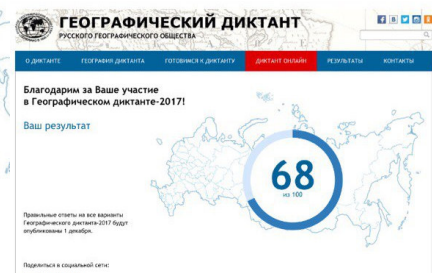 ГЕОГРАФИЧЕСКИЙ ДИКТАНТ
РУССКОГО ГЕОГРАФИЧЕСКОГО ОБЩЕСТВА
О ДИКТАНТЕ ГЕОГРАФИЯ ДИКТАНТА ГОТОВИМСЯ К ДИКТАНТУ ДИКТАНТ ОНЛАЙН РЕЗУЛЬТАТЫ КОНТАКТЫ
Благодарим за Ваше участие
в Географическом диктанте-2017!
Ваш результат
68
из 100
Правильные ответы на все варианты
Географического диктанта-2017 будут
опубликованы 1 декабря.
Поделиться в социальной сети: